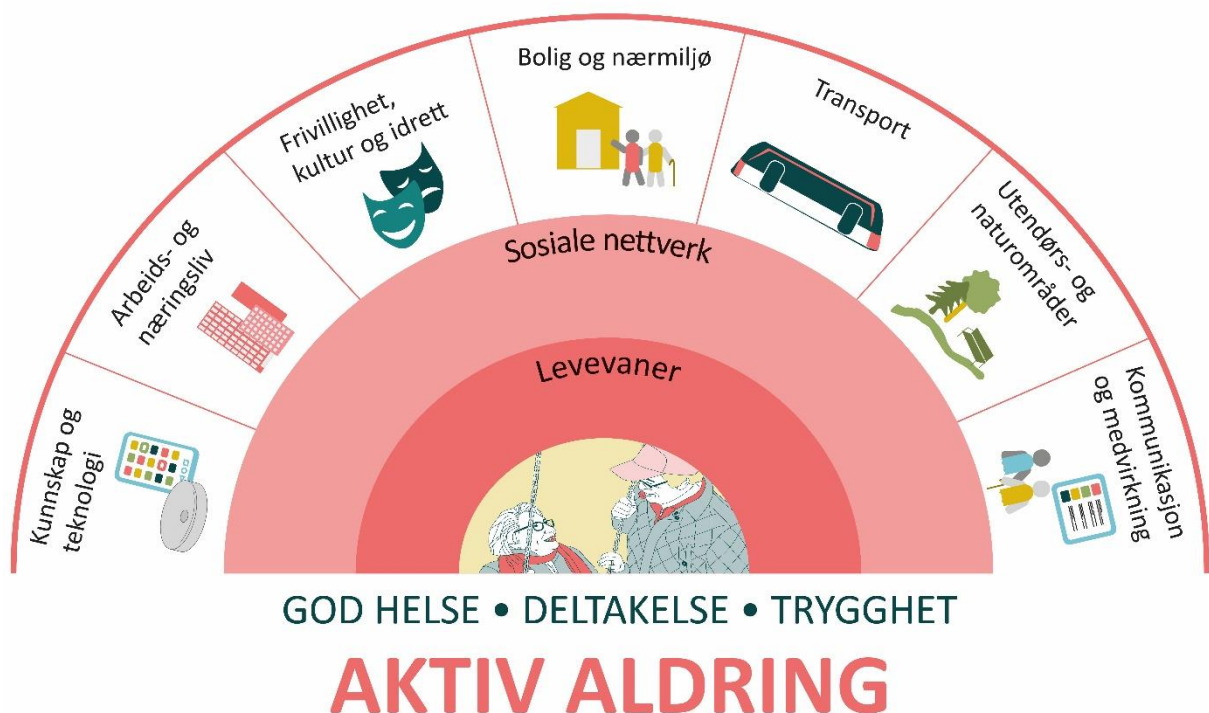 Kunnskap og
teknologi
Arbeids- og
næringsliv
Frivillighet,
kultur og idrett
Bolig og nærmiljø
Transport
Utendørs- og
naturområder
Kommunikasjon
og medvirkning
Sosiale nettverk
Levevaner
GOD HELSE • DELTAKELSE • TRYGGHET
AKTIV ALDRING